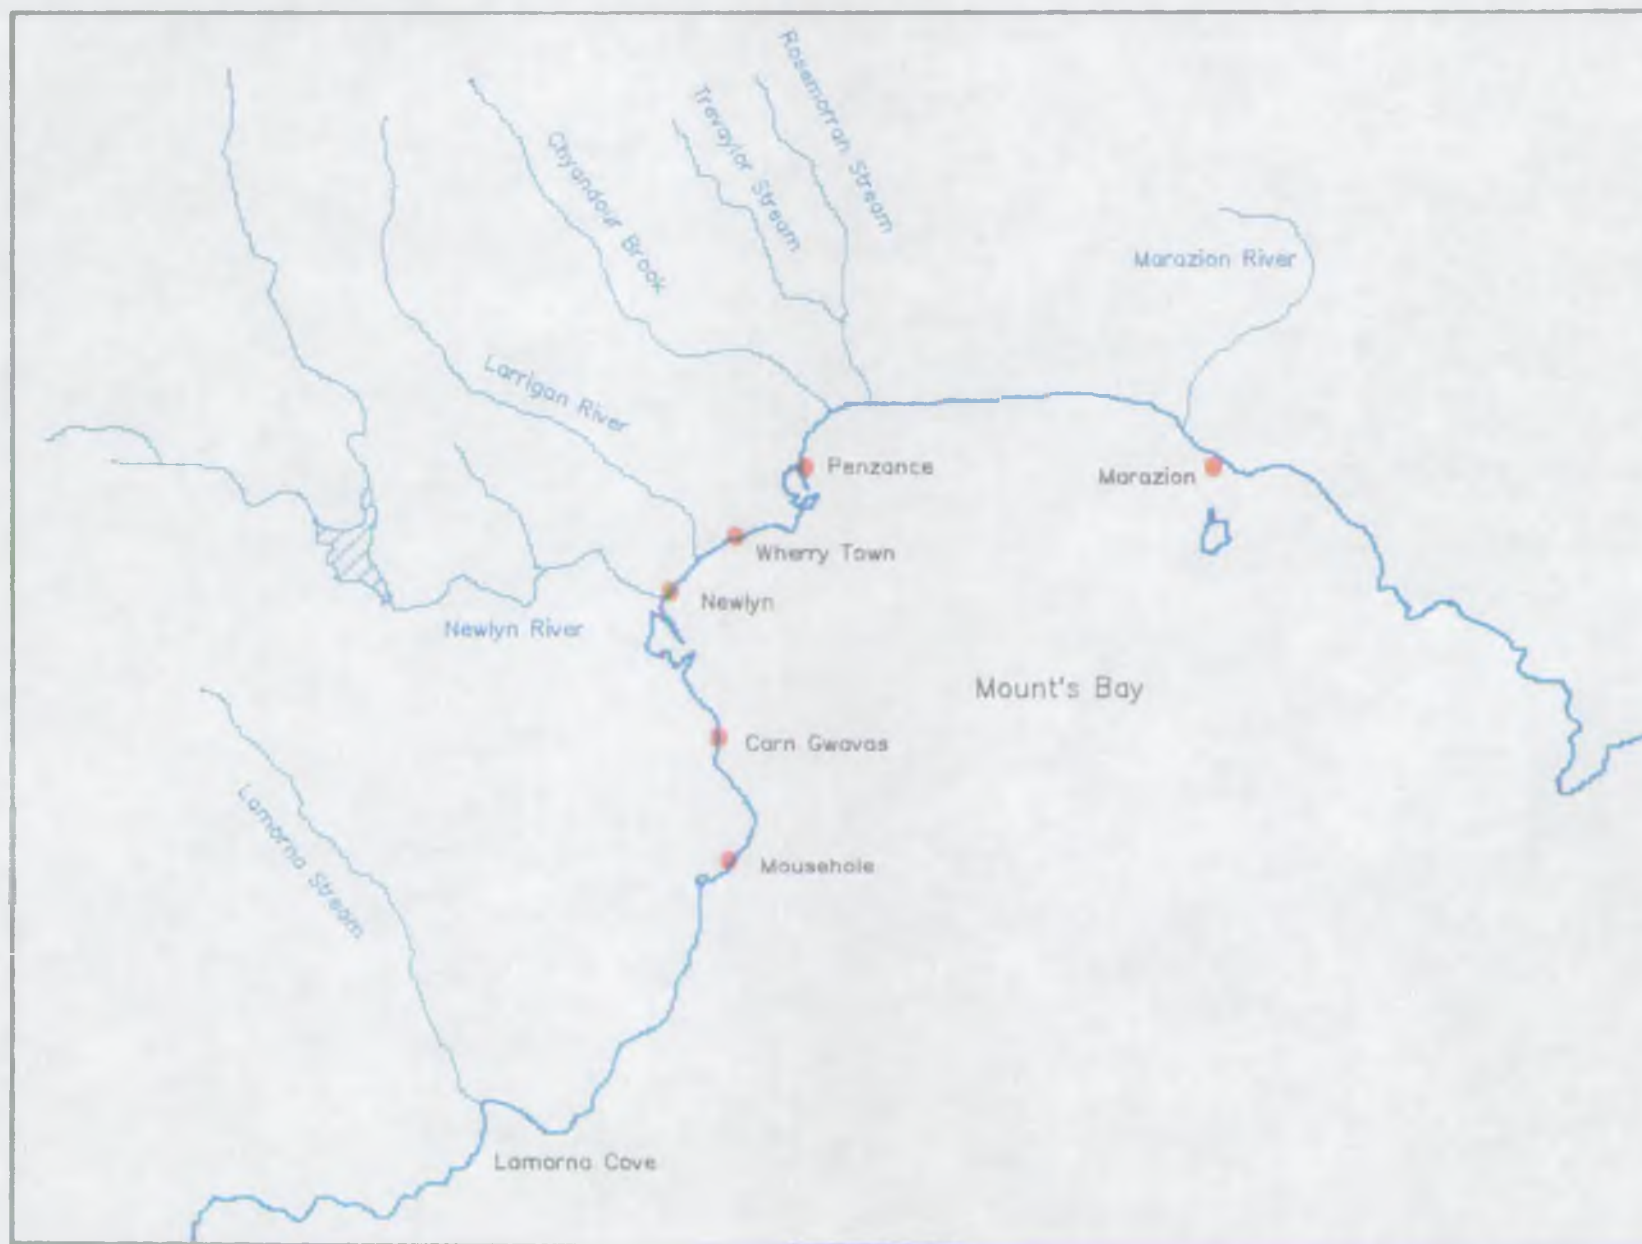 Rosemorran Stream
Trevaylor Stream
Chyandour Brook
Marazion River
Larrigan River
Penzance
Marazion
Wherry Town
Newlyn
Newlyn River
Mount's Bay
Carn Gwavas
Lamorna Stream
Mousehole
Lamorna Cove